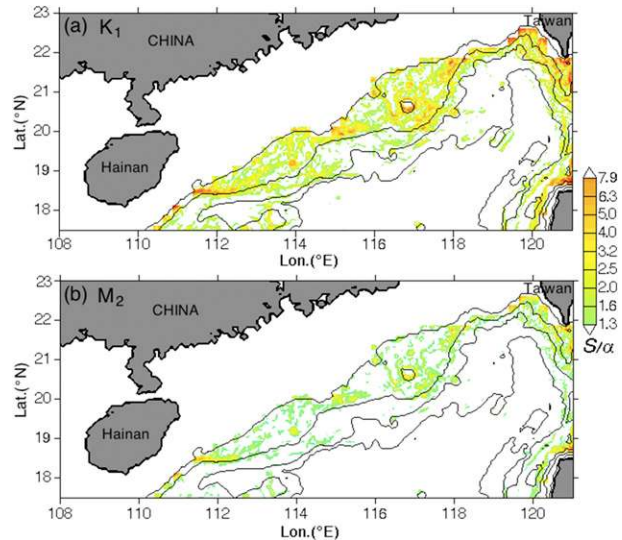 (a) K₁
CHINA
Taiwan
Hainan
Lat.(°N)
23
22
21
20
19
18
108 110 112 114 116 118 120
Lon.(°E)
(b) M₂
CHINA
Taiwan
Hainan
Lat.(°N)
23
22
21
20
19
18
108 110 112 114 116 118 120
Lon.(°E)
7.9
6.3
5.0
4.0
3.2
2.5
2.0
1.6
1.3
S/α